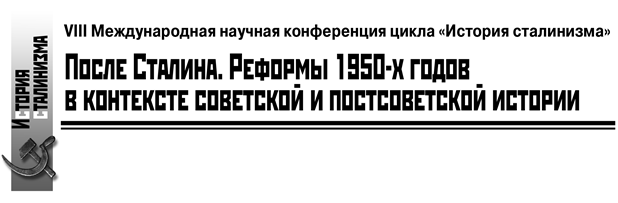 VIII Международная научная конференция цикла «История сталинизма»
После Сталина. Реформы 1950-х годов
в контексте советской и постсоветской истории
История
сталинизма